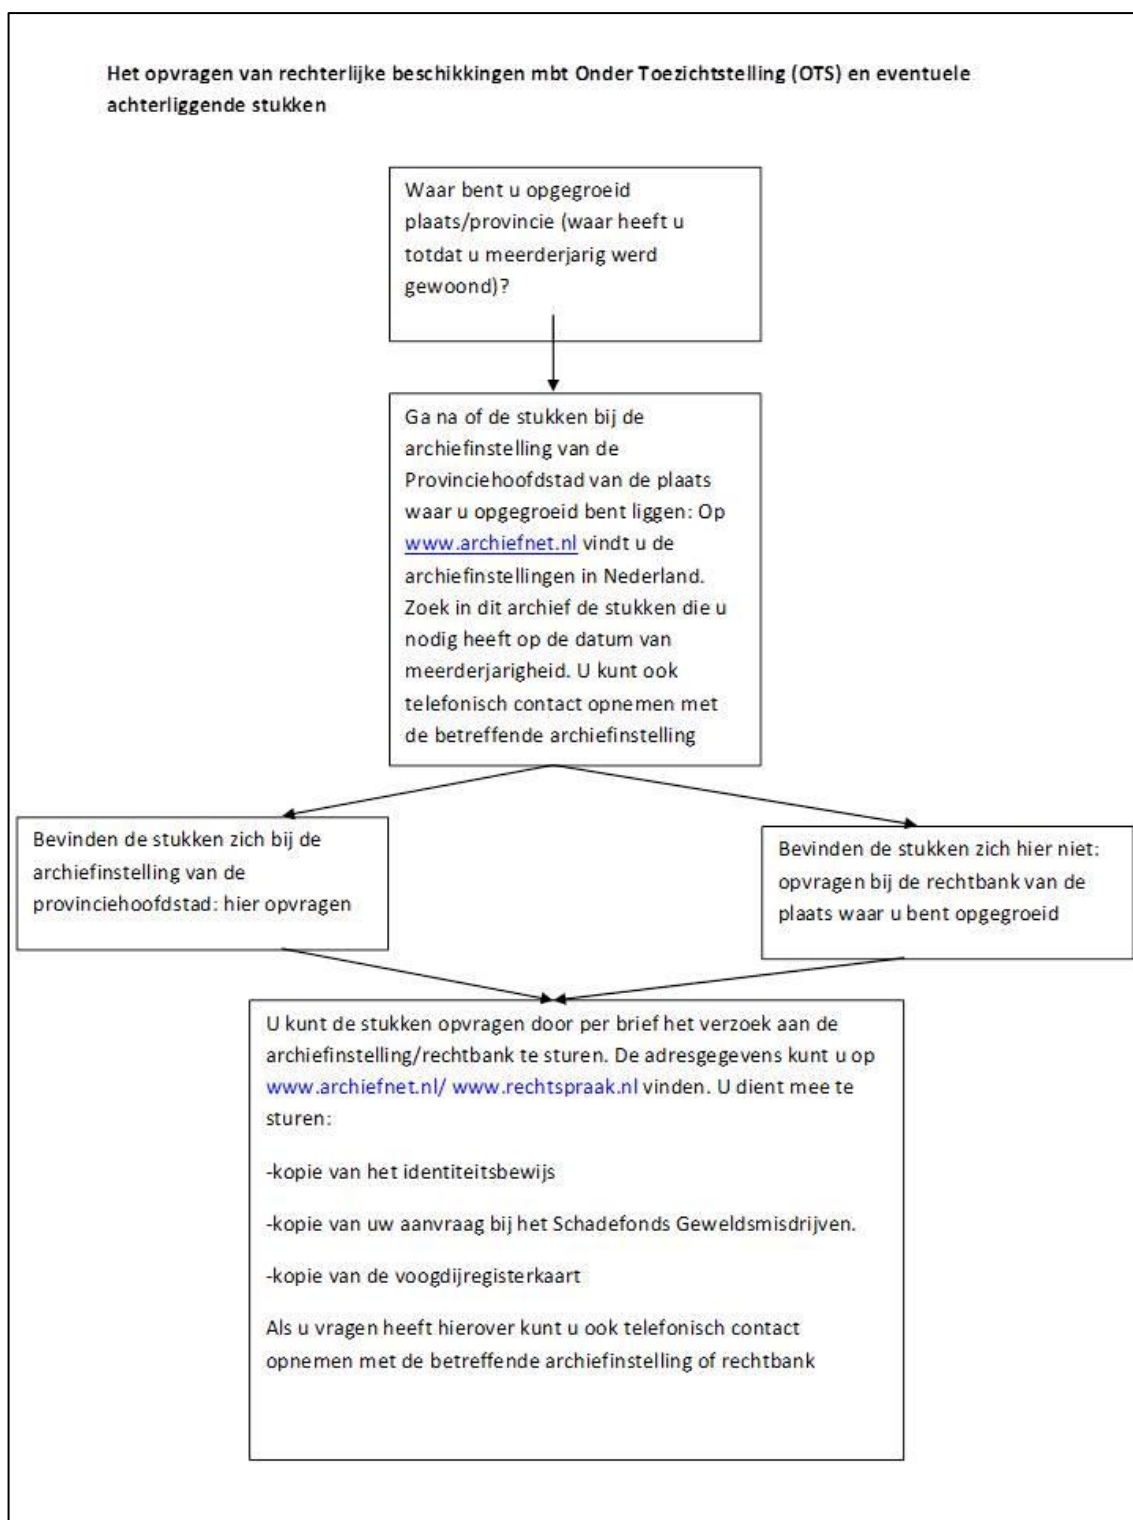 Het opvragen van rechterlijke beschikkingen mbt Onder Toezichtstelling (OTS) en eventuele
achterliggende stukken
Waar bent u opgegroeid
plaats/provincie (waar heeft u
totdat u meerderjarig werd
gewoond)?
Ga na of de stukken bij de
archiefinstelling van de
Provinciehoofdstad van de plaats
waar u opgegroeid bent liggen: Op
www.archiefnet.nl vindt u de
archiefinstellingen in Nederland.
Zoek in dit archief de stukken die u
nodig heeft op de datum van
meerderjarigheid. U kunt ook
telefonisch contact opnemen met
de betreffende archiefinstelling
Bevinden de stukken zich bij de
archiefinstelling van de
provinciehoofdstad: hier opvragen
Bevinden de stukken zich hier niet:
opvragen bij de rechtbank van de
plaats waar u bent opgegroeid
U kunt de stukken opvragen door per brief het verzoek aan de
archiefinstelling/rechtbank te sturen. De adresgegevens kunt u op
www.archiefnet.nl/ www.rechtspraak.nl vinden. U dient mee te
sturen:
-kopie van het identiteitsbewijs
-kopie van uw aanvraag bij het Schadefonds Geweldsmisdrijven.
-kopie van de voogdijregisterkaart
Als u vragen heeft hierover kunt u ook telefonisch contact
opnemen met de betreffende archiefinstelling of rechtbank